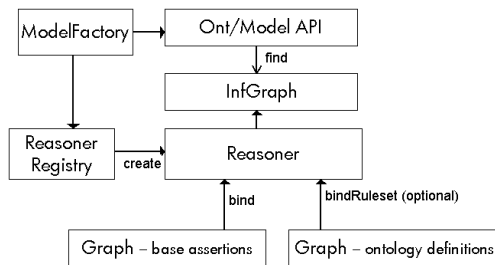 ModelFactory
Ont/Model API
find
InfGraph
Reasoner
Registry
create
Reasoner
bind
bindRuleset (optional)
Graph – base assertions
Graph – ontology definitions